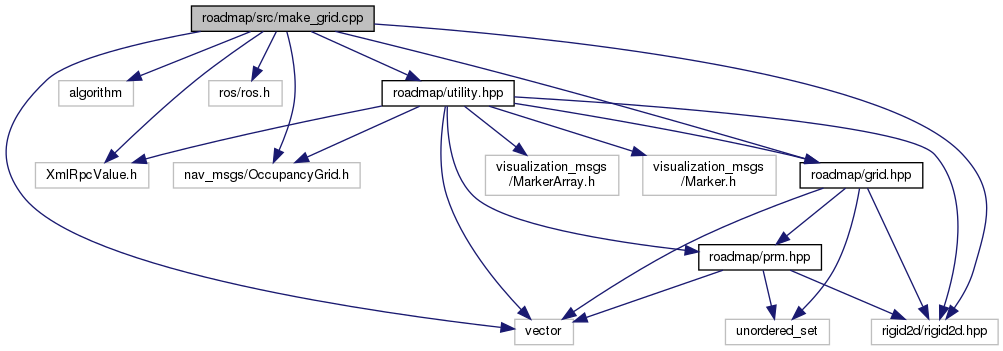 roadmap/src/make_grid.cpp
algorithm
ros/ros.h
roadmap/utility.hpp
XmlRpcValue.h
nav_msgs/OccupancyGrid.h
visualization_msgs
/MarkerArray.h
visualization_msgs
/Marker.h
roadmap/grid.hpp
roadmap/prm.hpp
vector
unordered_set
rigid2d/rigid2d.hpp